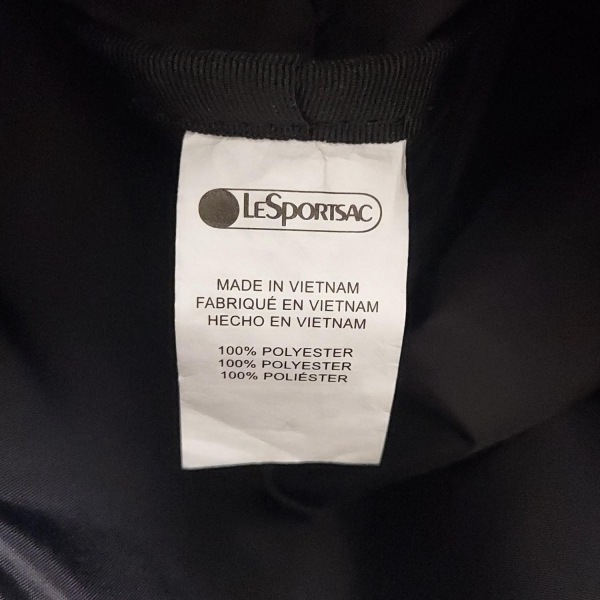 LESPORTSAC
MADE IN VIETNAM
FABRIQUÉ EN VIETNAM
HECHO EN VIETNAM
100% POLYESTER
100% POLYESTER
100% POLIÉSTER